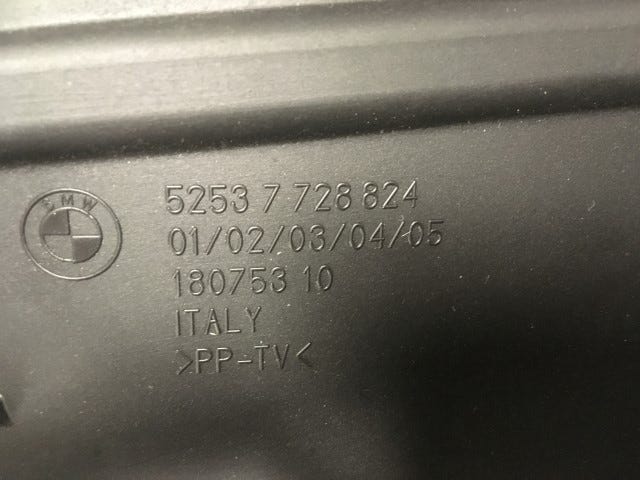 BMW
5253 7 728 824
01/02/03/04/05
180753 10
ITALY
>PP-TV<